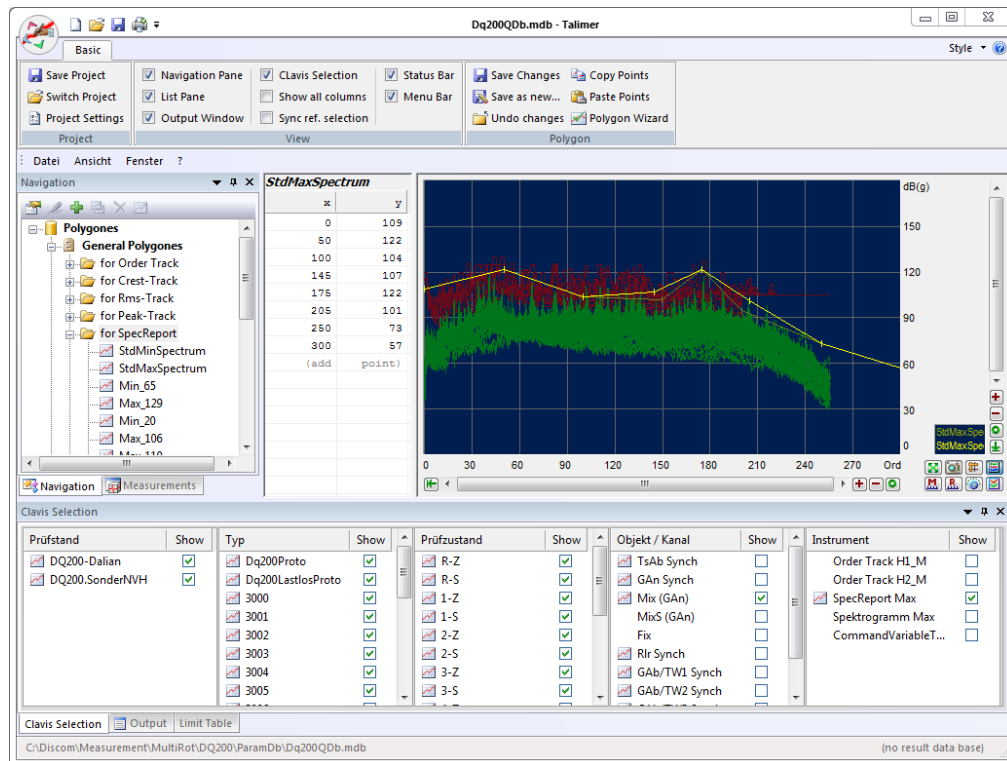 Dq200QDb.mdb - Talimer
Basic
Style
Save Project
Switch Project
Project Settings
Project
Navigation Pane
List Pane
Output Window
CLavis Selection
Show all columns
Sync ref. selection
Status Bar
Menu Bar
View
Save Changes
Save as new...
Undo changes
Copy Points
Paste Points
Polygon Wizard
Polygon
Datei Ansicht Fenster ?
Navigation
Polygones
General Polygones
for Order Track
for Crest-Track
for Rms-Track
for Peak-Track
for SpecReport
StdMinSpectrum
StdMaxSpectrum
Min_65
Max_129
Min_20
Max_106
Max_110
Navigation Measurements
StdMaxSpectrum
x y
0 109
50 122
100 104
145 107
175 122
205 101
250 73
300 57
(add point)
dB(g)
150
120
90
60
30
0
StdMaxSpe
StdMaxSpe
0 30 60 90 120 150 180 210 240 270 Ord
M R
Clavis Selection
Prüfstand Show
DQ200-Dalian
DQ200.SonderNVH
Typ Show
Dq200Proto
Dq200LastlosProto
3000
3001
3002
3003
3004
3005
Prüfzustand Show
R-Z
R-S
1-Z
1-S
2-Z
2-S
3-Z
3-S
Objekt / Kanal Show
TsAb Synch
GAn Synch
Mix (GAn)
MixS (GAn)
Fix
Rlr Synch
GAb/TW1 Synch
GAb/TW2 Synch
Instrument Show
Order Track H1_M
Order Track H2_M
SpecReport Max
Spektrogramm Max
CommandVariableT...
Clavis Selection Output Limit Table
C:\Discom\Measurement\MultiRot\DQ200\ParamDb\Dq200QDb.mdb
(no result data base)